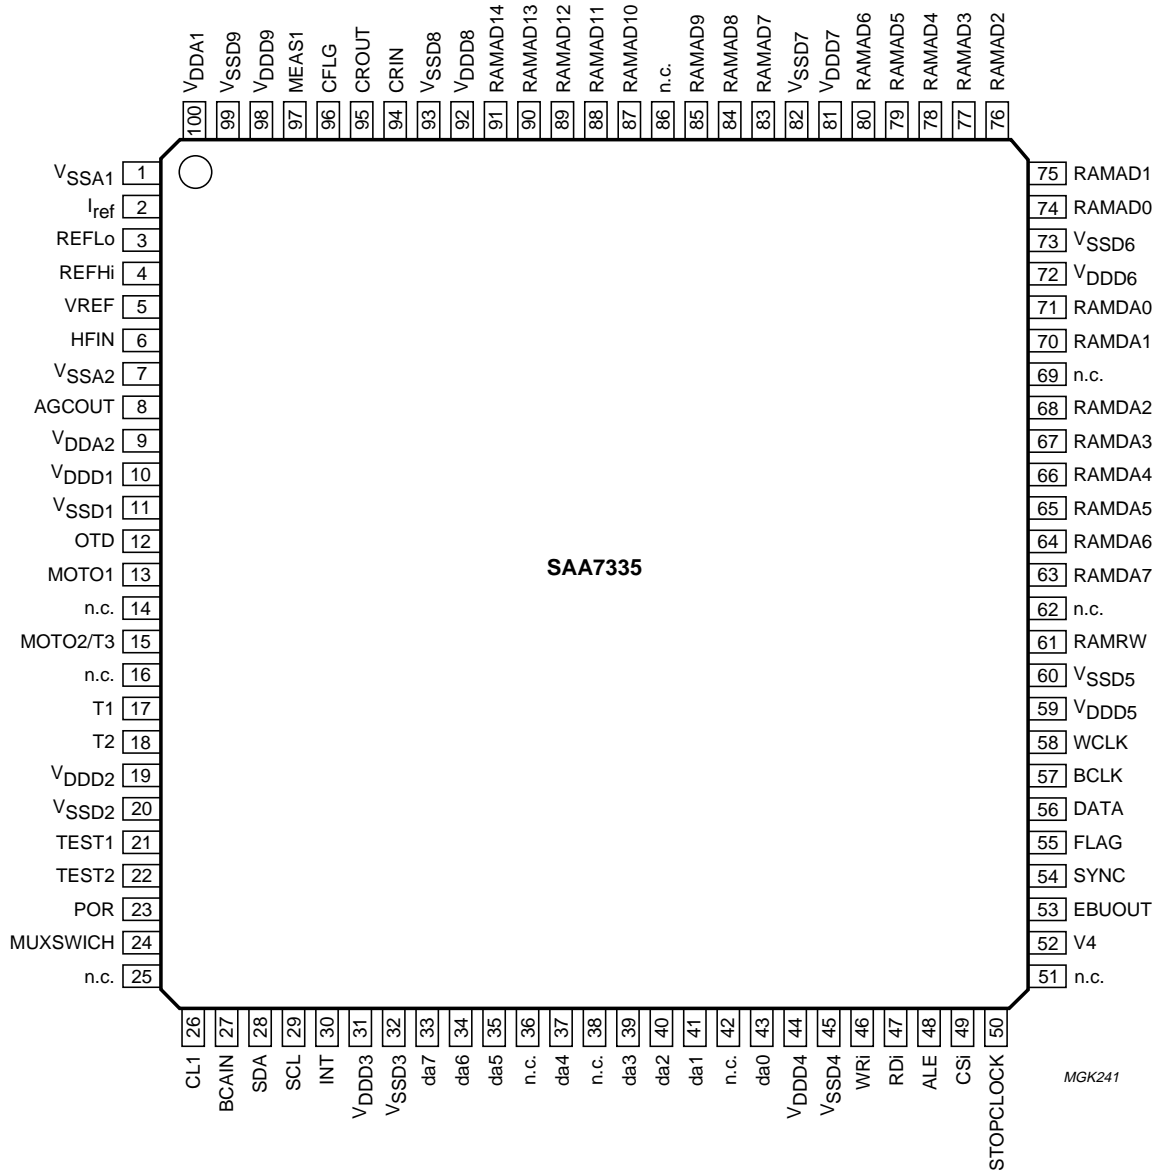 VDDA1
VSSD9
VDDD9
MEAS1
CFLG
CROUT
CRIN
VSSD8
VDDD8
RAMAD14
RAMAD13
RAMAD12
RAMAD11
RAMAD10
n.c.
RAMAD9
RAMAD8
RAMAD7
VSSD7
VDDD7
RAMAD6
RAMAD5
RAMAD4
RAMAD3
RAMAD2
100
99
98
97
96
95
94
93
92
91
90
89
88
87
86
85
84
83
82
81
80
79
78
77
76
VSSA1 1
Iref 2
REFLo 3
REFHi 4
VREF 5
HFIN 6
VSSA2 7
AGCOUT 8
VDDA2 9
VDDD1 10
VSSD1 11
OTD 12
MOTO1 13
n.c. 14
MOTO2/T3 15
n.c. 16
T1 17
T2 18
VDDD2 19
VSSD2 20
TEST1 21
TEST2 22
POR 23
MUXSWICH 24
n.c. 25
SAA7335
75 RAMAD1
74 RAMAD0
73 VSSD6
72 VDDD6
71 RAMDA0
70 RAMDA1
69 n.c.
68 RAMDA2
67 RAMDA3
66 RAMDA4
65 RAMDA5
64 RAMDA6
63 RAMDA7
62 n.c.
61 RAMRW
60 VSSD5
59 VDDD5
58 WCLK
57 BCLK
56 DATA
55 FLAG
54 SYNC
53 EBUOUT
52 V4
51 n.c.
26
27
28
29
30
31
32
33
34
35
36
37
38
39
40
41
42
43
44
45
46
47
48
49
50
CL1
BCAIN
SDA
SCL
INT
VDDD3
VSSD3
da7
da6
da5
n.c.
da4
n.c.
da3
da2
da1
n.c.
da0
VDDD4
VSSD4
WRi
RDi
ALE
CSi
STOPCLOCK
MGK241